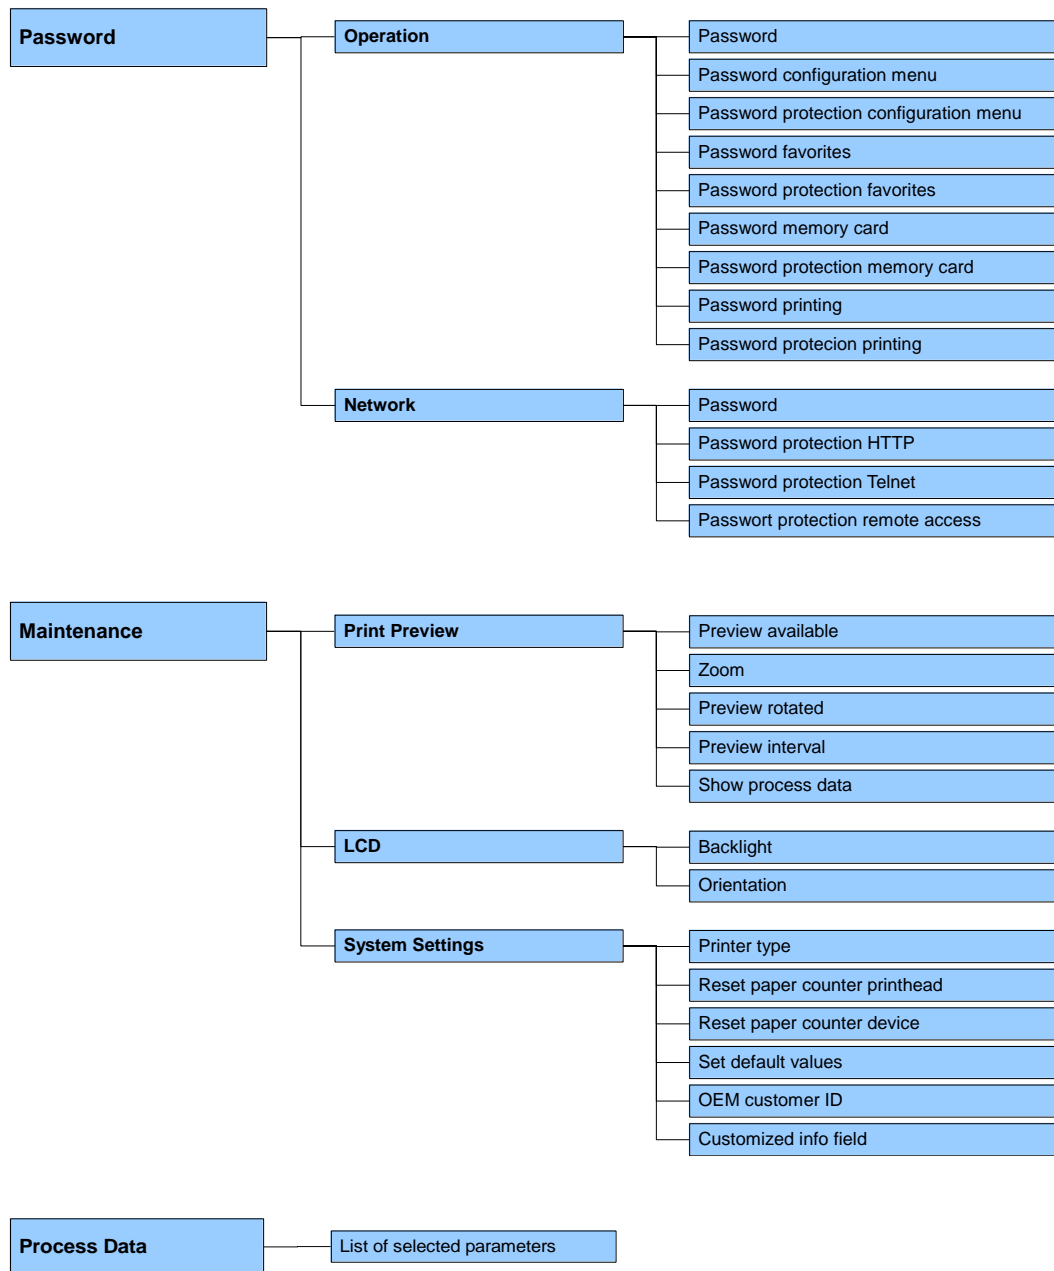 Password
Operation
Password
Password configuration menu
Password protection configuration menu
Password favorites
Password protection favorites
Password memory card
Password protection memory card
Password printing
Password protecion printing
Network
Password
Password protection HTTP
Password protection Telnet
Passwort protection remote access
Maintenance
Print Preview
Preview available
Zoom
Preview rotated
Preview interval
Show process data
LCD
Backlight
Orientation
System Settings
Printer type
Reset paper counter printhead
Reset paper counter device
Set default values
OEM customer ID
Customized info field
Process Data
List of selected parameters